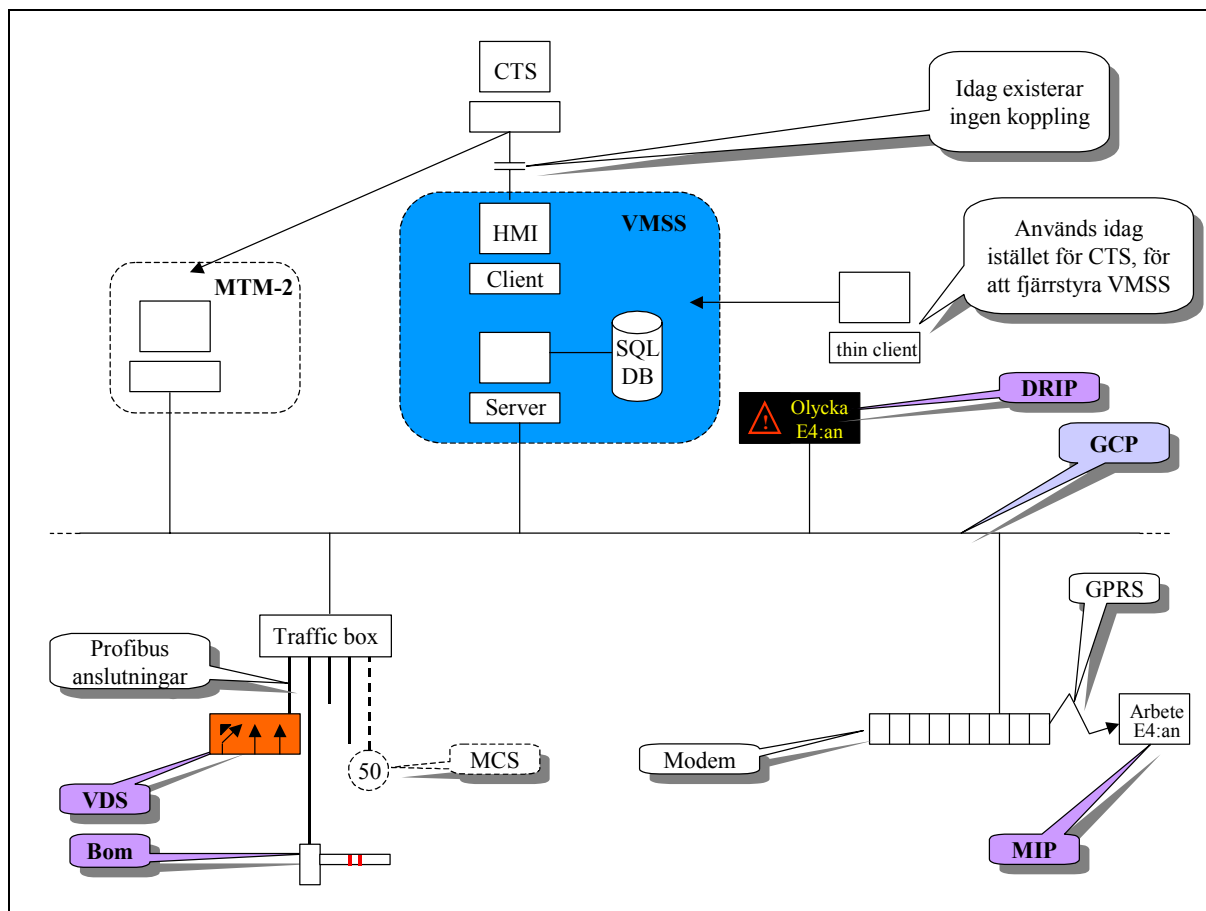 CTS
Idag existerar
ingen koppling
HMI
VMSS
Client
Används idag
istället för CTS, för
att fjärrstyra VMSS
MTM-2
SQL
DB
thin client
Server
! Olycka
E4:an
DRIP
GCP
GPRS
Traffic box
Profibus
anslutningar
Arbete
E4:an
50
MCS
Modem
VDS
Bom
MIP